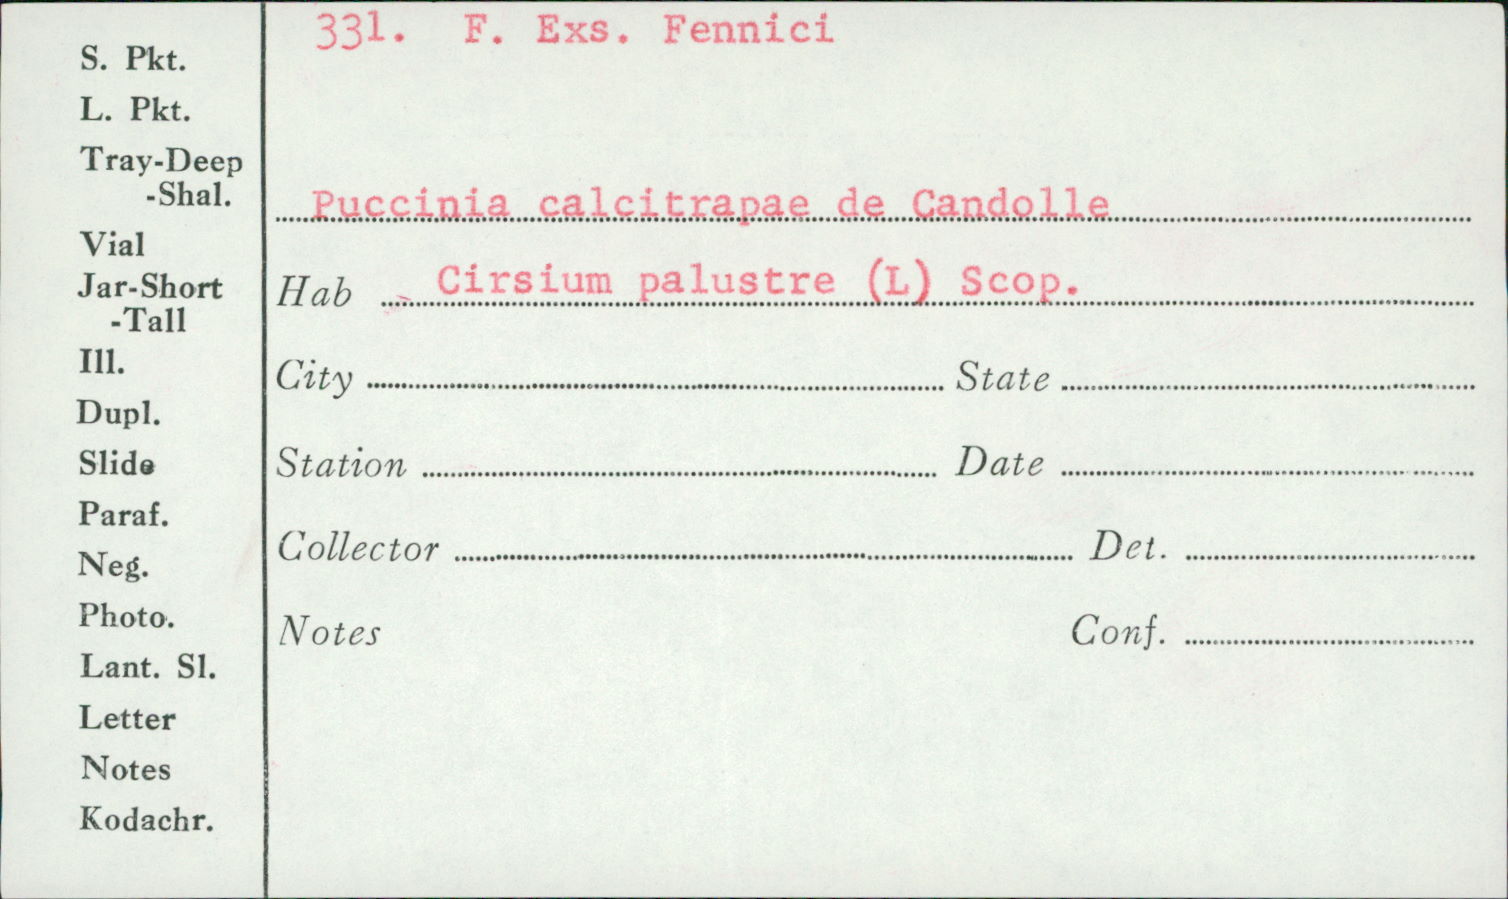 331. F. Exs. Fennici
S. Pkt.
L. Pkt.
Tray-Deep
-Shal.
Vial
Jar-Short
-Tall
Ill.
Dupl.
Slide
Paraf.
Neg.
Photo.
Lant. Sl.
Letter
Notes
Kodachr.
Puccinia calcitrapae de Candolle
Hab Cirsium palustre (L) Scop.
City State
Station Date
Collector Det.
Notes Conf.